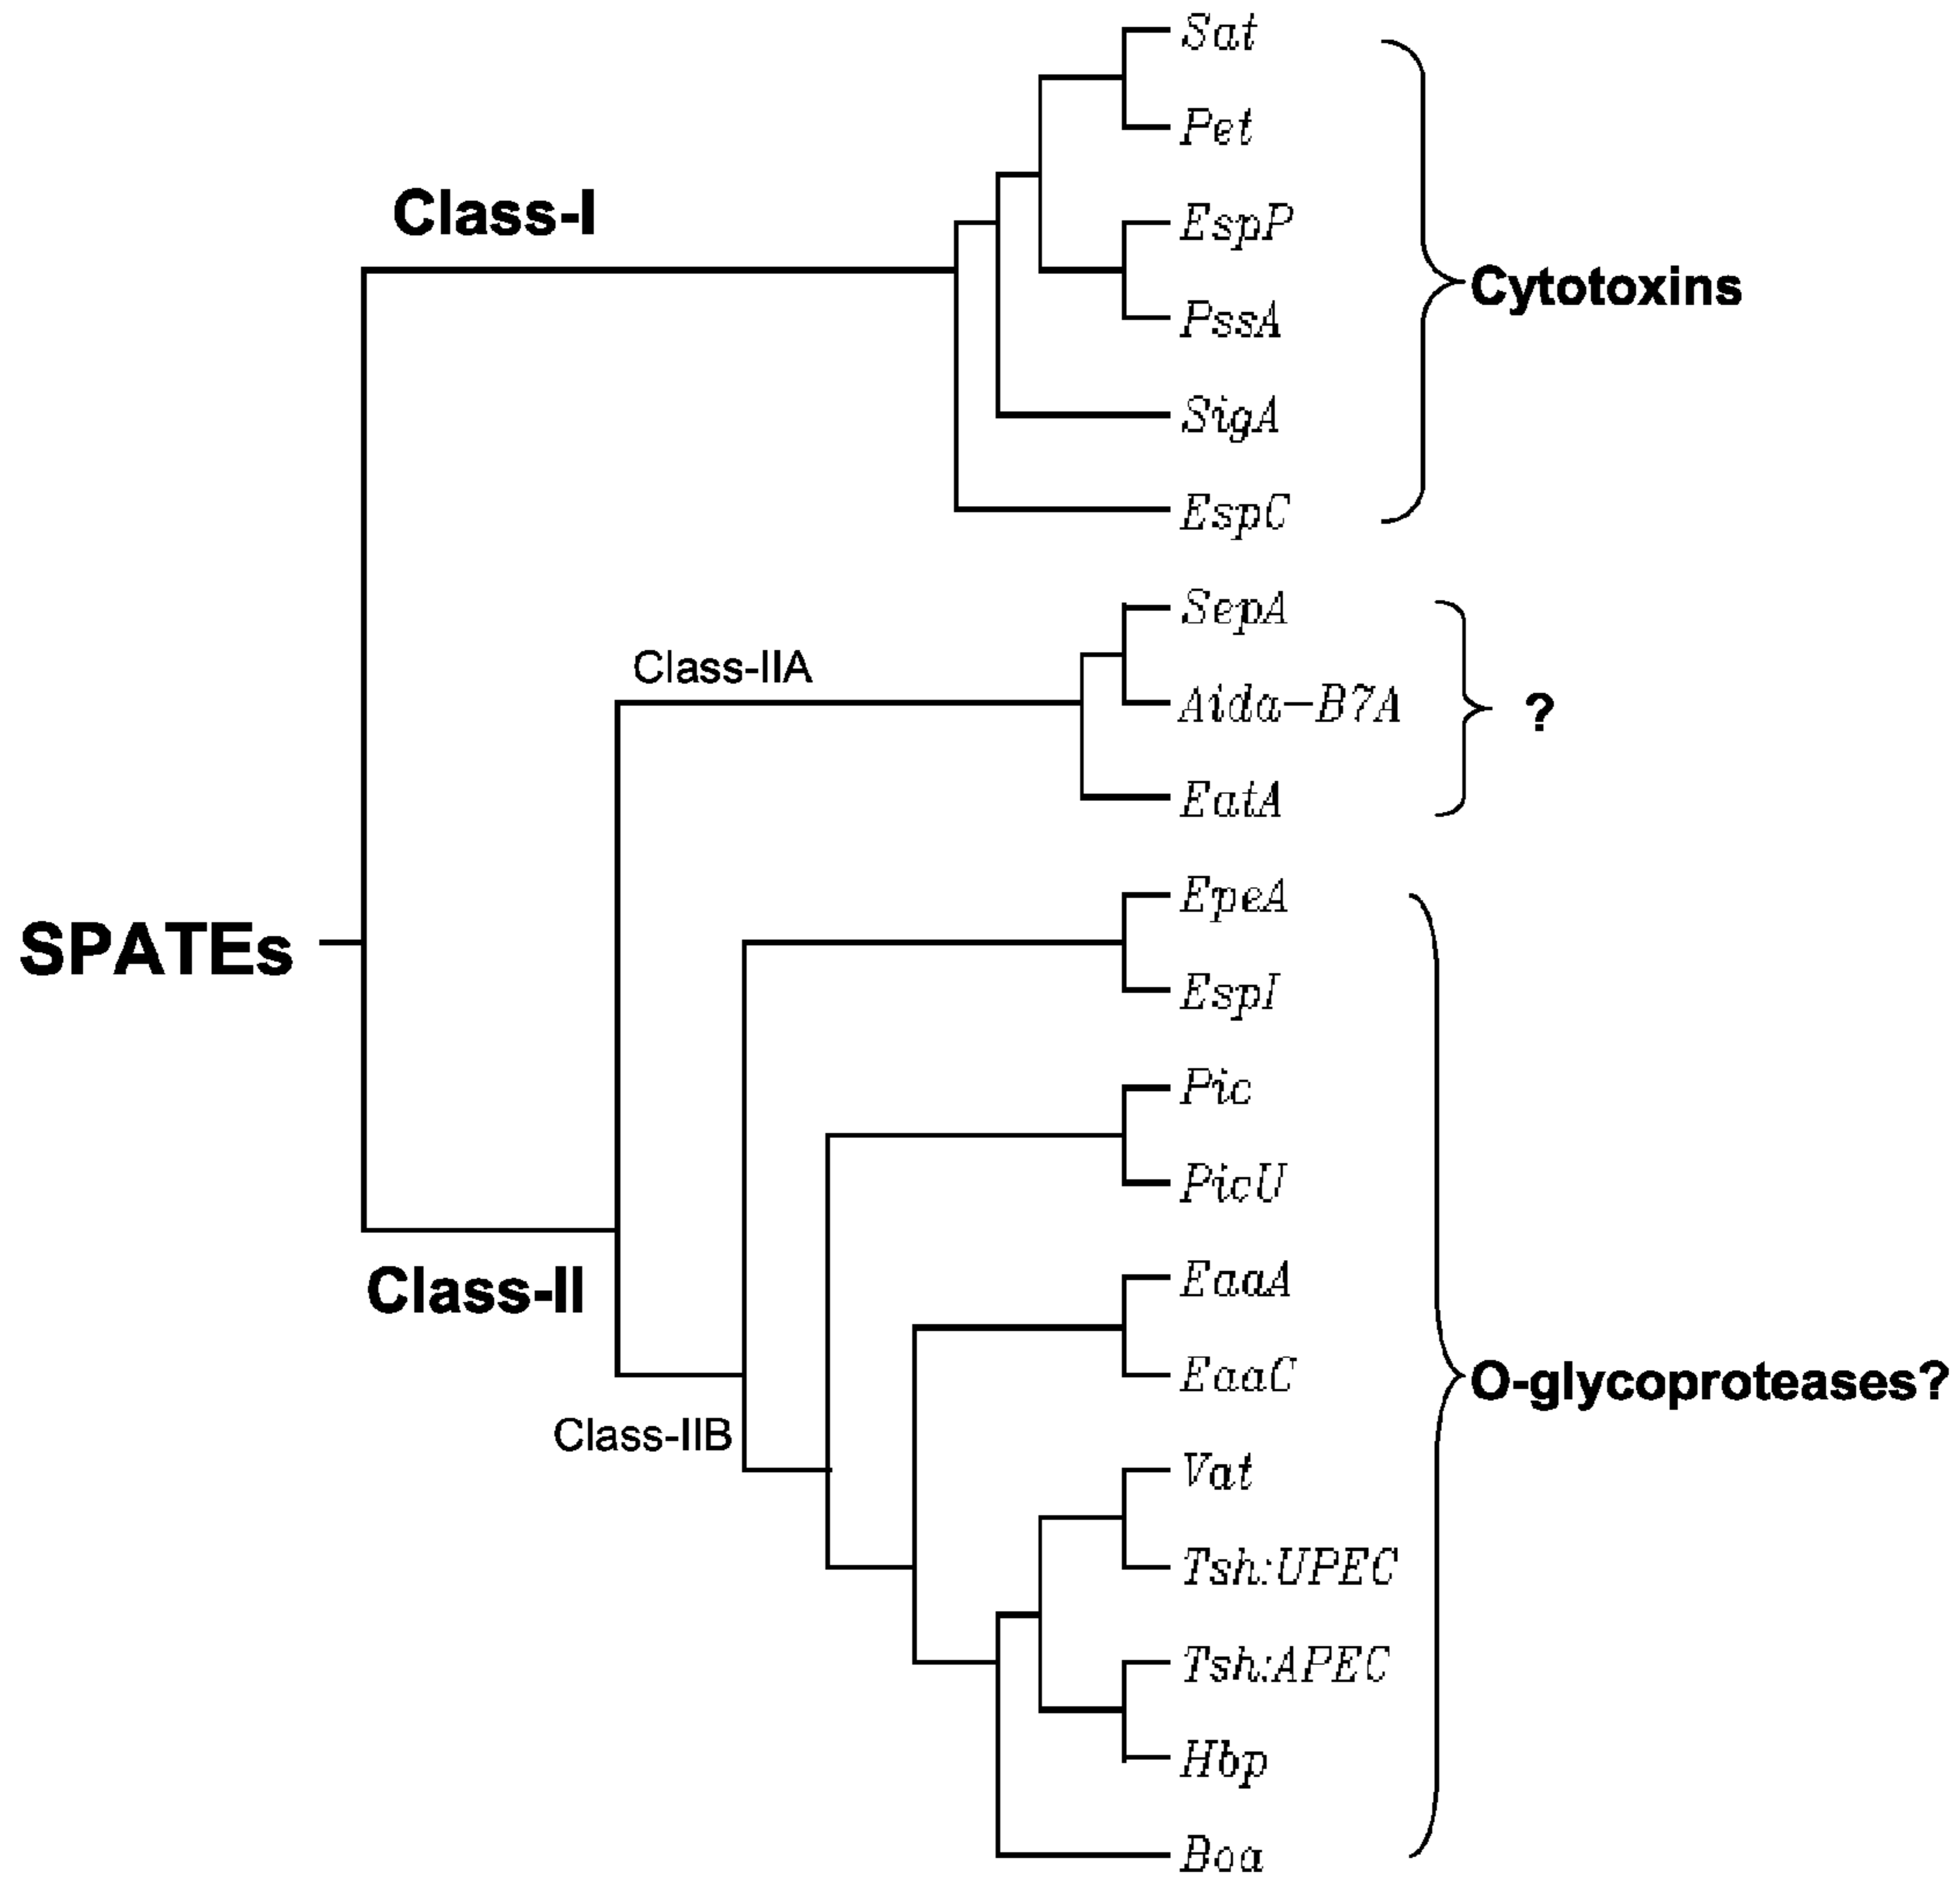 Sat
Pet
Class-I
EspP
Cytotoxins
PssA
SigA
EspC
SepA
Class-IIA
Aida-B7A
?
EatA
EpeA
SPATEs
EspI
Pic
PicU
EaaA
Class-II
EaaC
O-glycoproteases?
Class-IIB
Vat
Tsh:UPEC
Tsh:APEC
Hbp
Boa